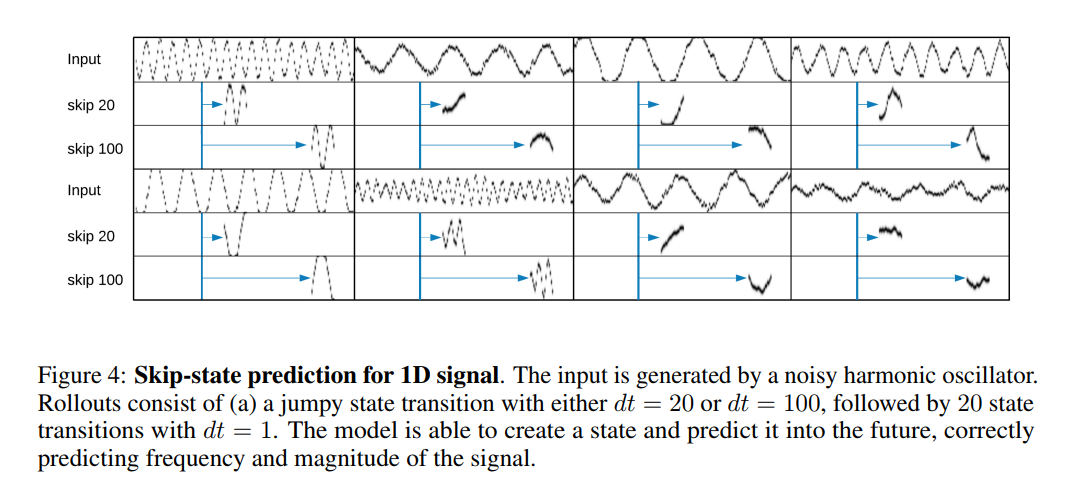 Input
skip 20
skip 100
Input
skip 20
skip 100
Figure 4: Skip-state prediction for 1D signal. The input is generated by a noisy harmonic oscillator.
Rollouts consist of (a) a jumpy state transition with either dt = 20 or dt = 100, followed by 20 state
transitions with dt = 1. The model is able to create a state and predict it into the future, correctly
predicting frequency and magnitude of the signal.